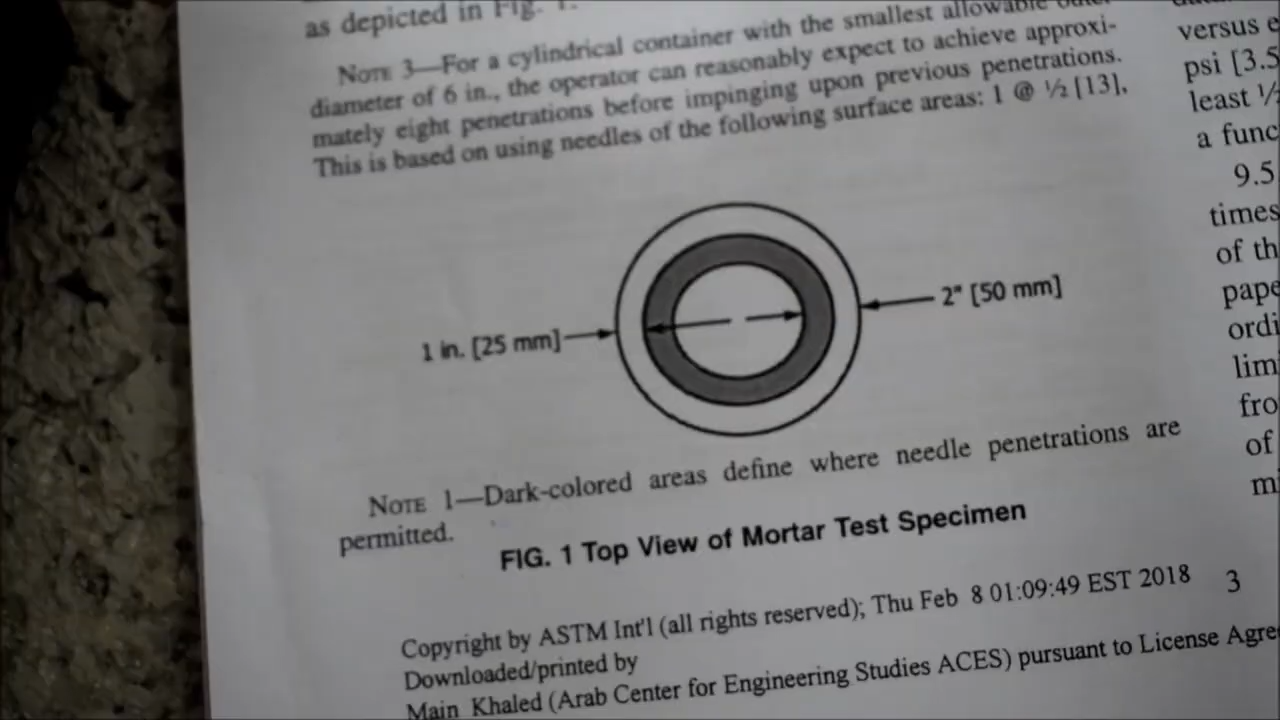 as depicted in Fig. 1.
NOTE 3—For a cylindrical container with the smallest allowable outer
diameter of 6 in., the operator can reasonably expect to achieve approxi-
mately eight penetrations before impinging upon previous penetrations.
This is based on using needles of the following surface areas: 1 @ ½ [13],
1 in. [25 mm]
2" [50 mm]
NOTE 1—Dark-colored areas define where needle penetrations are
permitted.
FIG. 1 Top View of Mortar Test Specimen
Copyright by ASTM Int'l (all rights reserved); Thu Feb 8 01:09:49 EST 2018
3
Downloaded/printed by
Main Khaled (Arab Center for Engineering Studies ACES) pursuant to License Agre
versus e
psi [3.5
least ½
a func
9.5
times
of th
pape
ordi
lim
fro
of